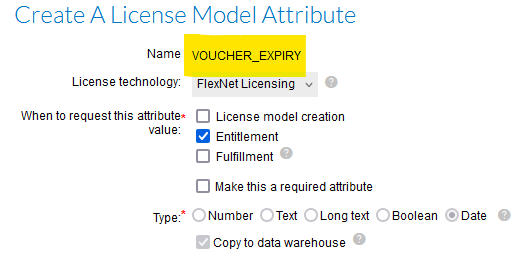 Create A License Model Attribute
Name VOUCHER_EXPIRY
License technology: FlexNet Licensing ?
When to request this attribute* License model creation
value: Entitlement
Fulfillment ?
Make this a required attribute
Type:* Number Text Long text Boolean Date ?
Copy to data warehouse ?